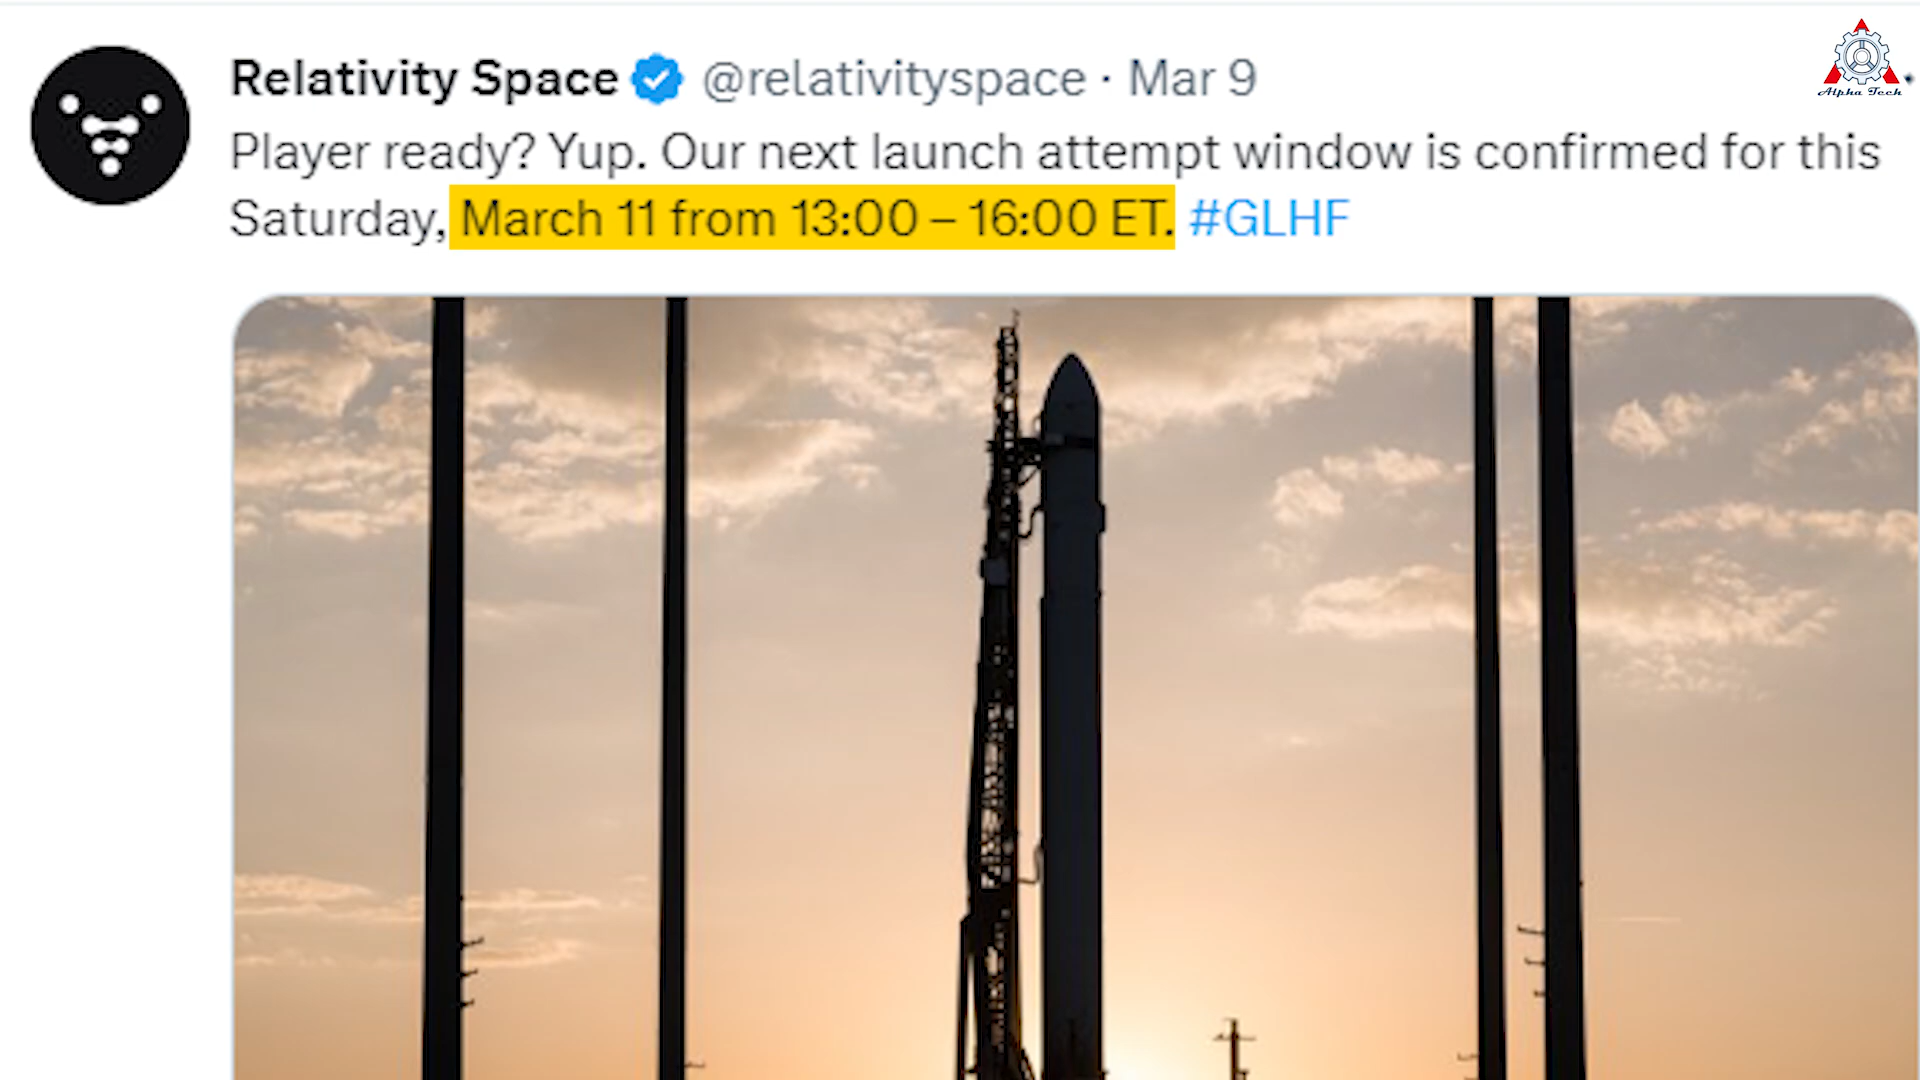 Relativity Space @relativityspace · Mar 9
Player ready? Yup. Our next launch attempt window is confirmed for this
Saturday, March 11 from 13:00 – 16:00 ET. #GLHF
Alpha Tech